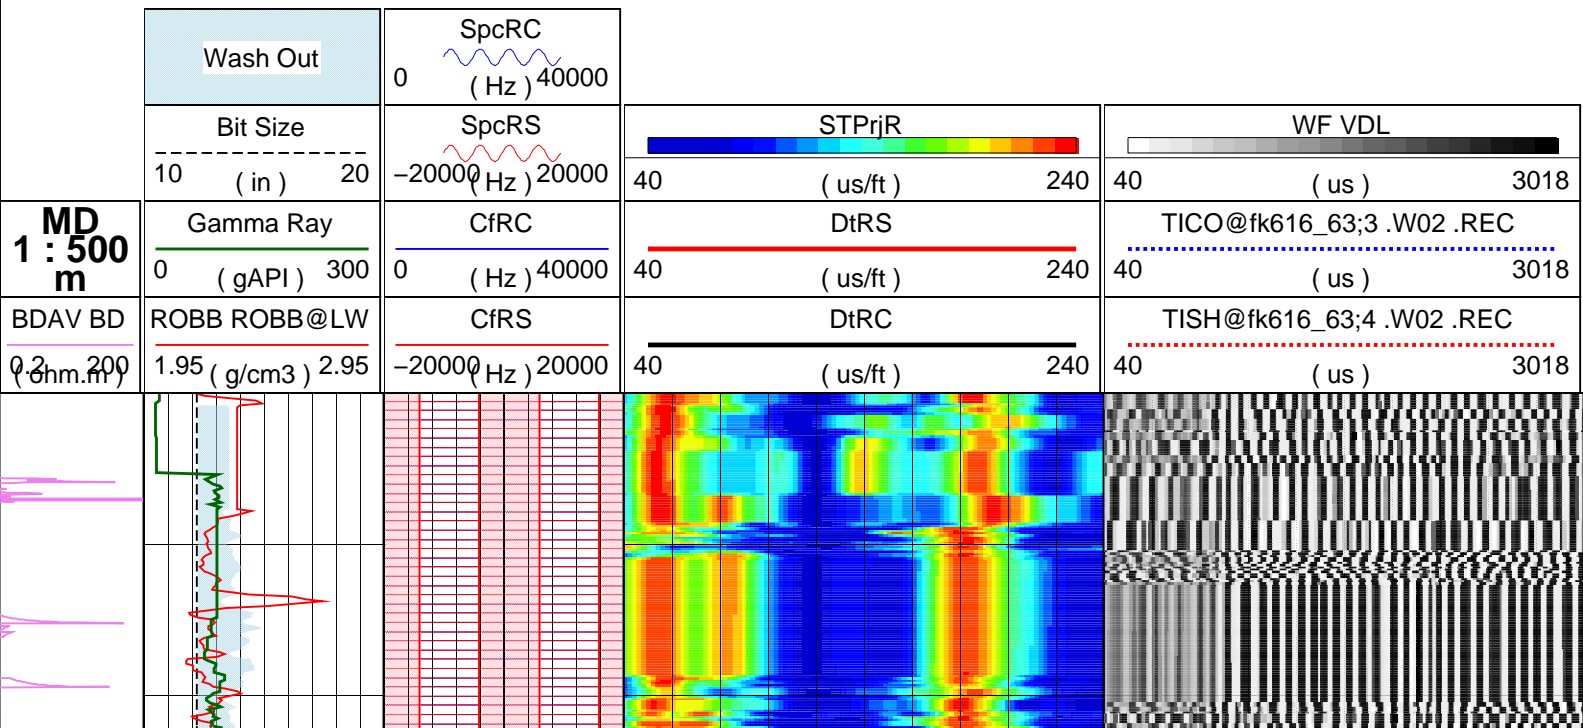 Wash Out
SpcRC
0 ( Hz ) 40000
Bit Size
10 ( in ) 20
SpcRS
−20000 ( Hz ) 20000
STPrjR
40 ( us/ft ) 240
WF VDL
40 ( us ) 3018
MD
1 : 500
m
Gamma Ray
0 ( gAPI ) 300
CfRC
0 ( Hz ) 40000
DtRS
40 ( us/ft ) 240
TICO@fk616_63;3 .W02 .REC
40 ( us ) 3018
BDAV BD
0.2 ( ohm.m ) 200
ROBB ROBB@LW
1.95 ( g/cm3 ) 2.95
CfRS
−20000 ( Hz ) 20000
DtRC
40 ( us/ft ) 240
TISH@fk616_63;4 .W02 .REC
40 ( us ) 3018